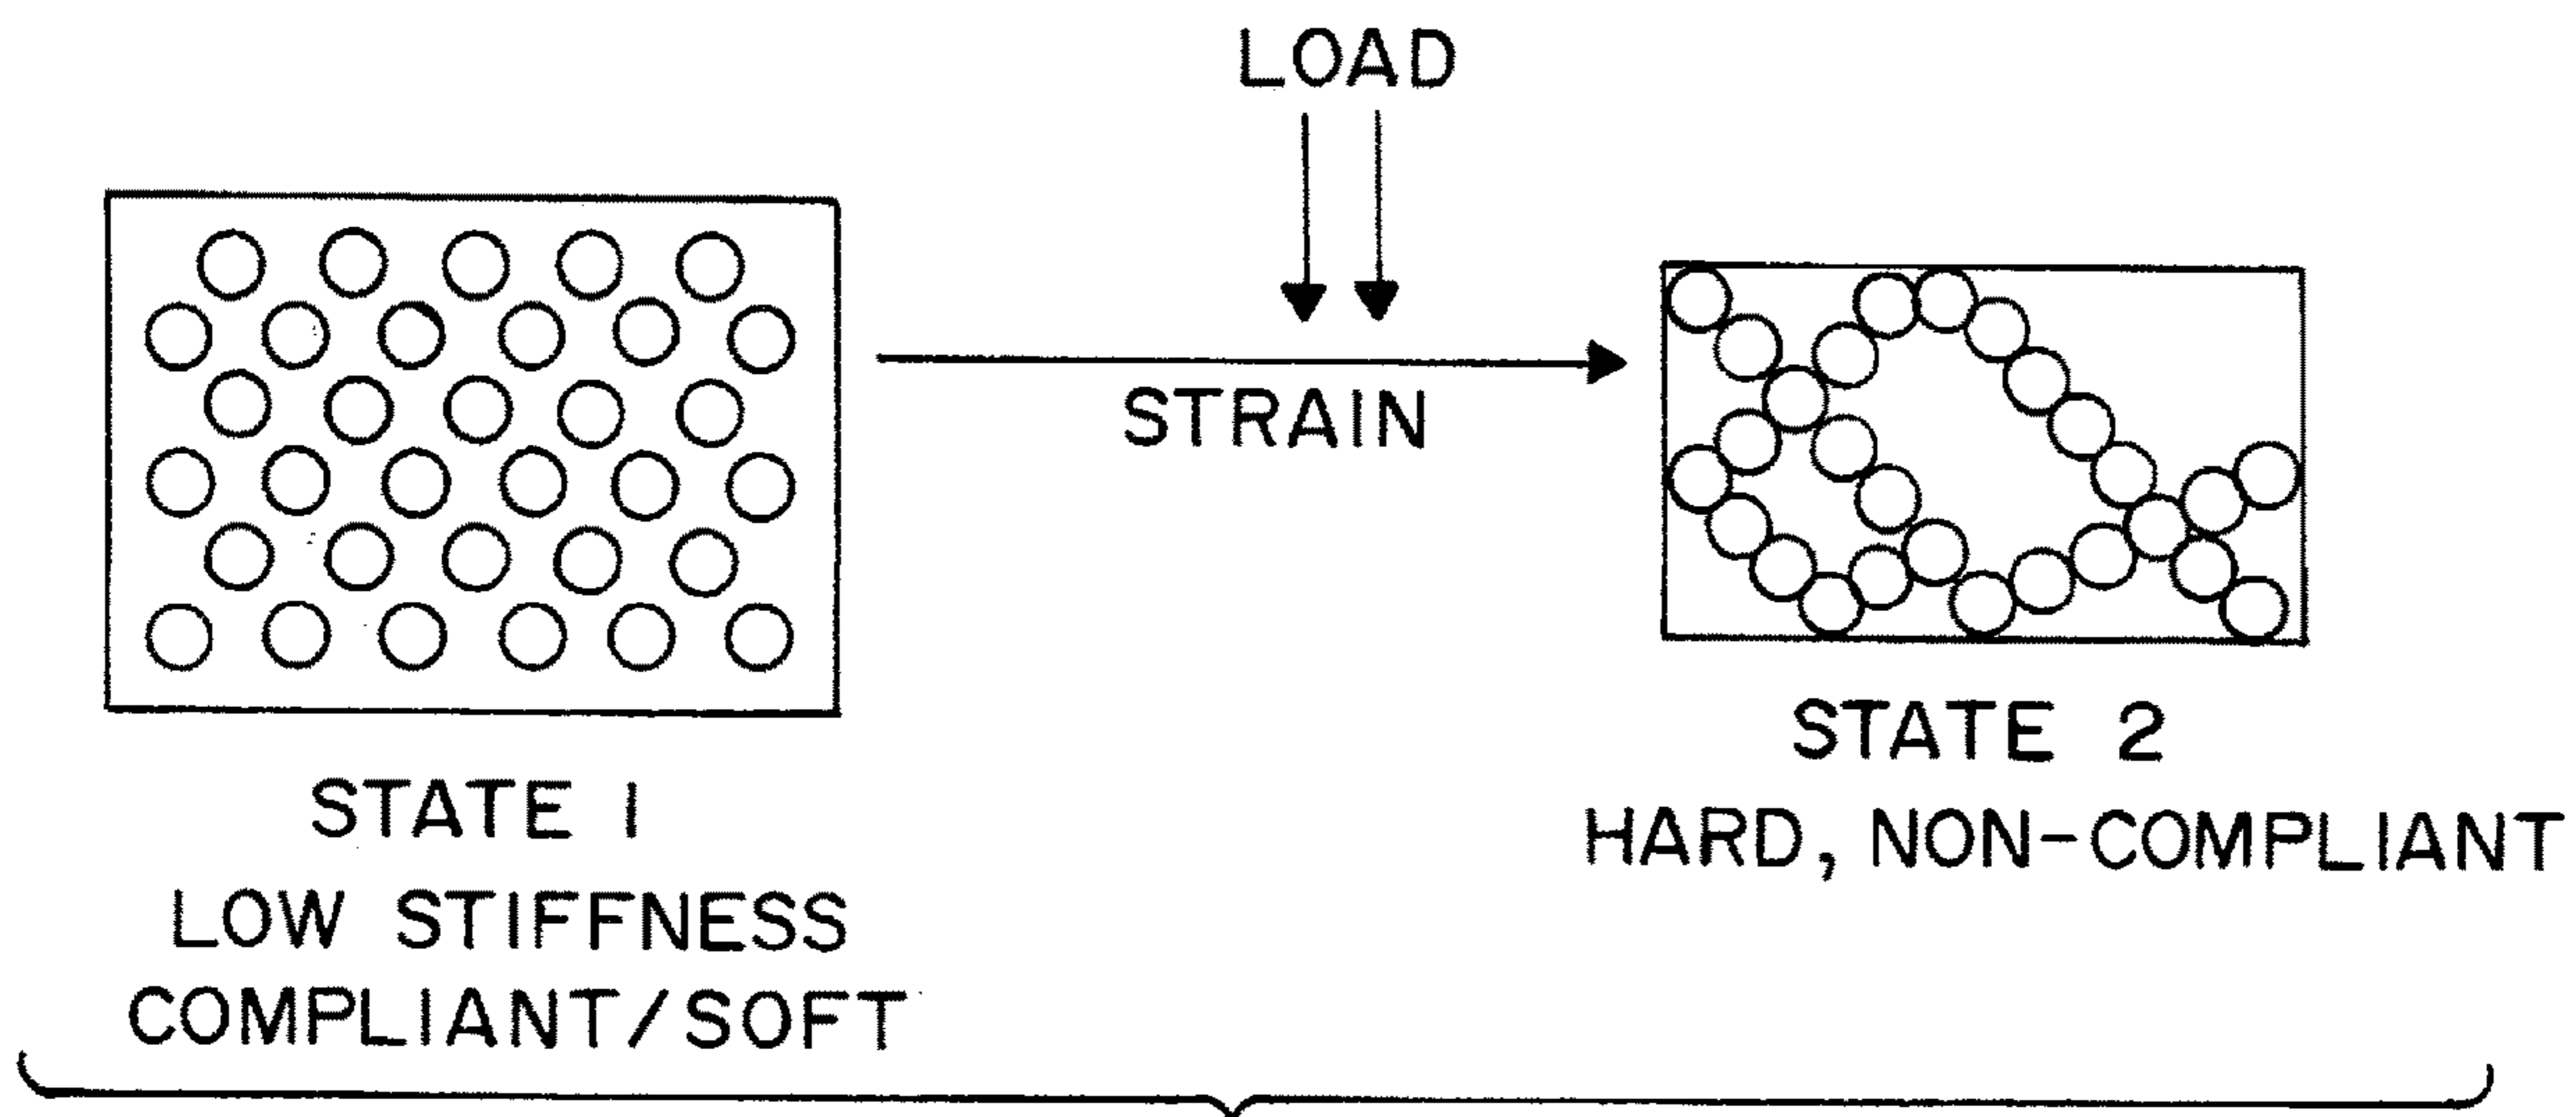 LOAD
STRAIN
STATE 1
LOW STIFFNESS
COMPLIANT/SOFT
STATE 2
HARD, NON-COMPLIANT